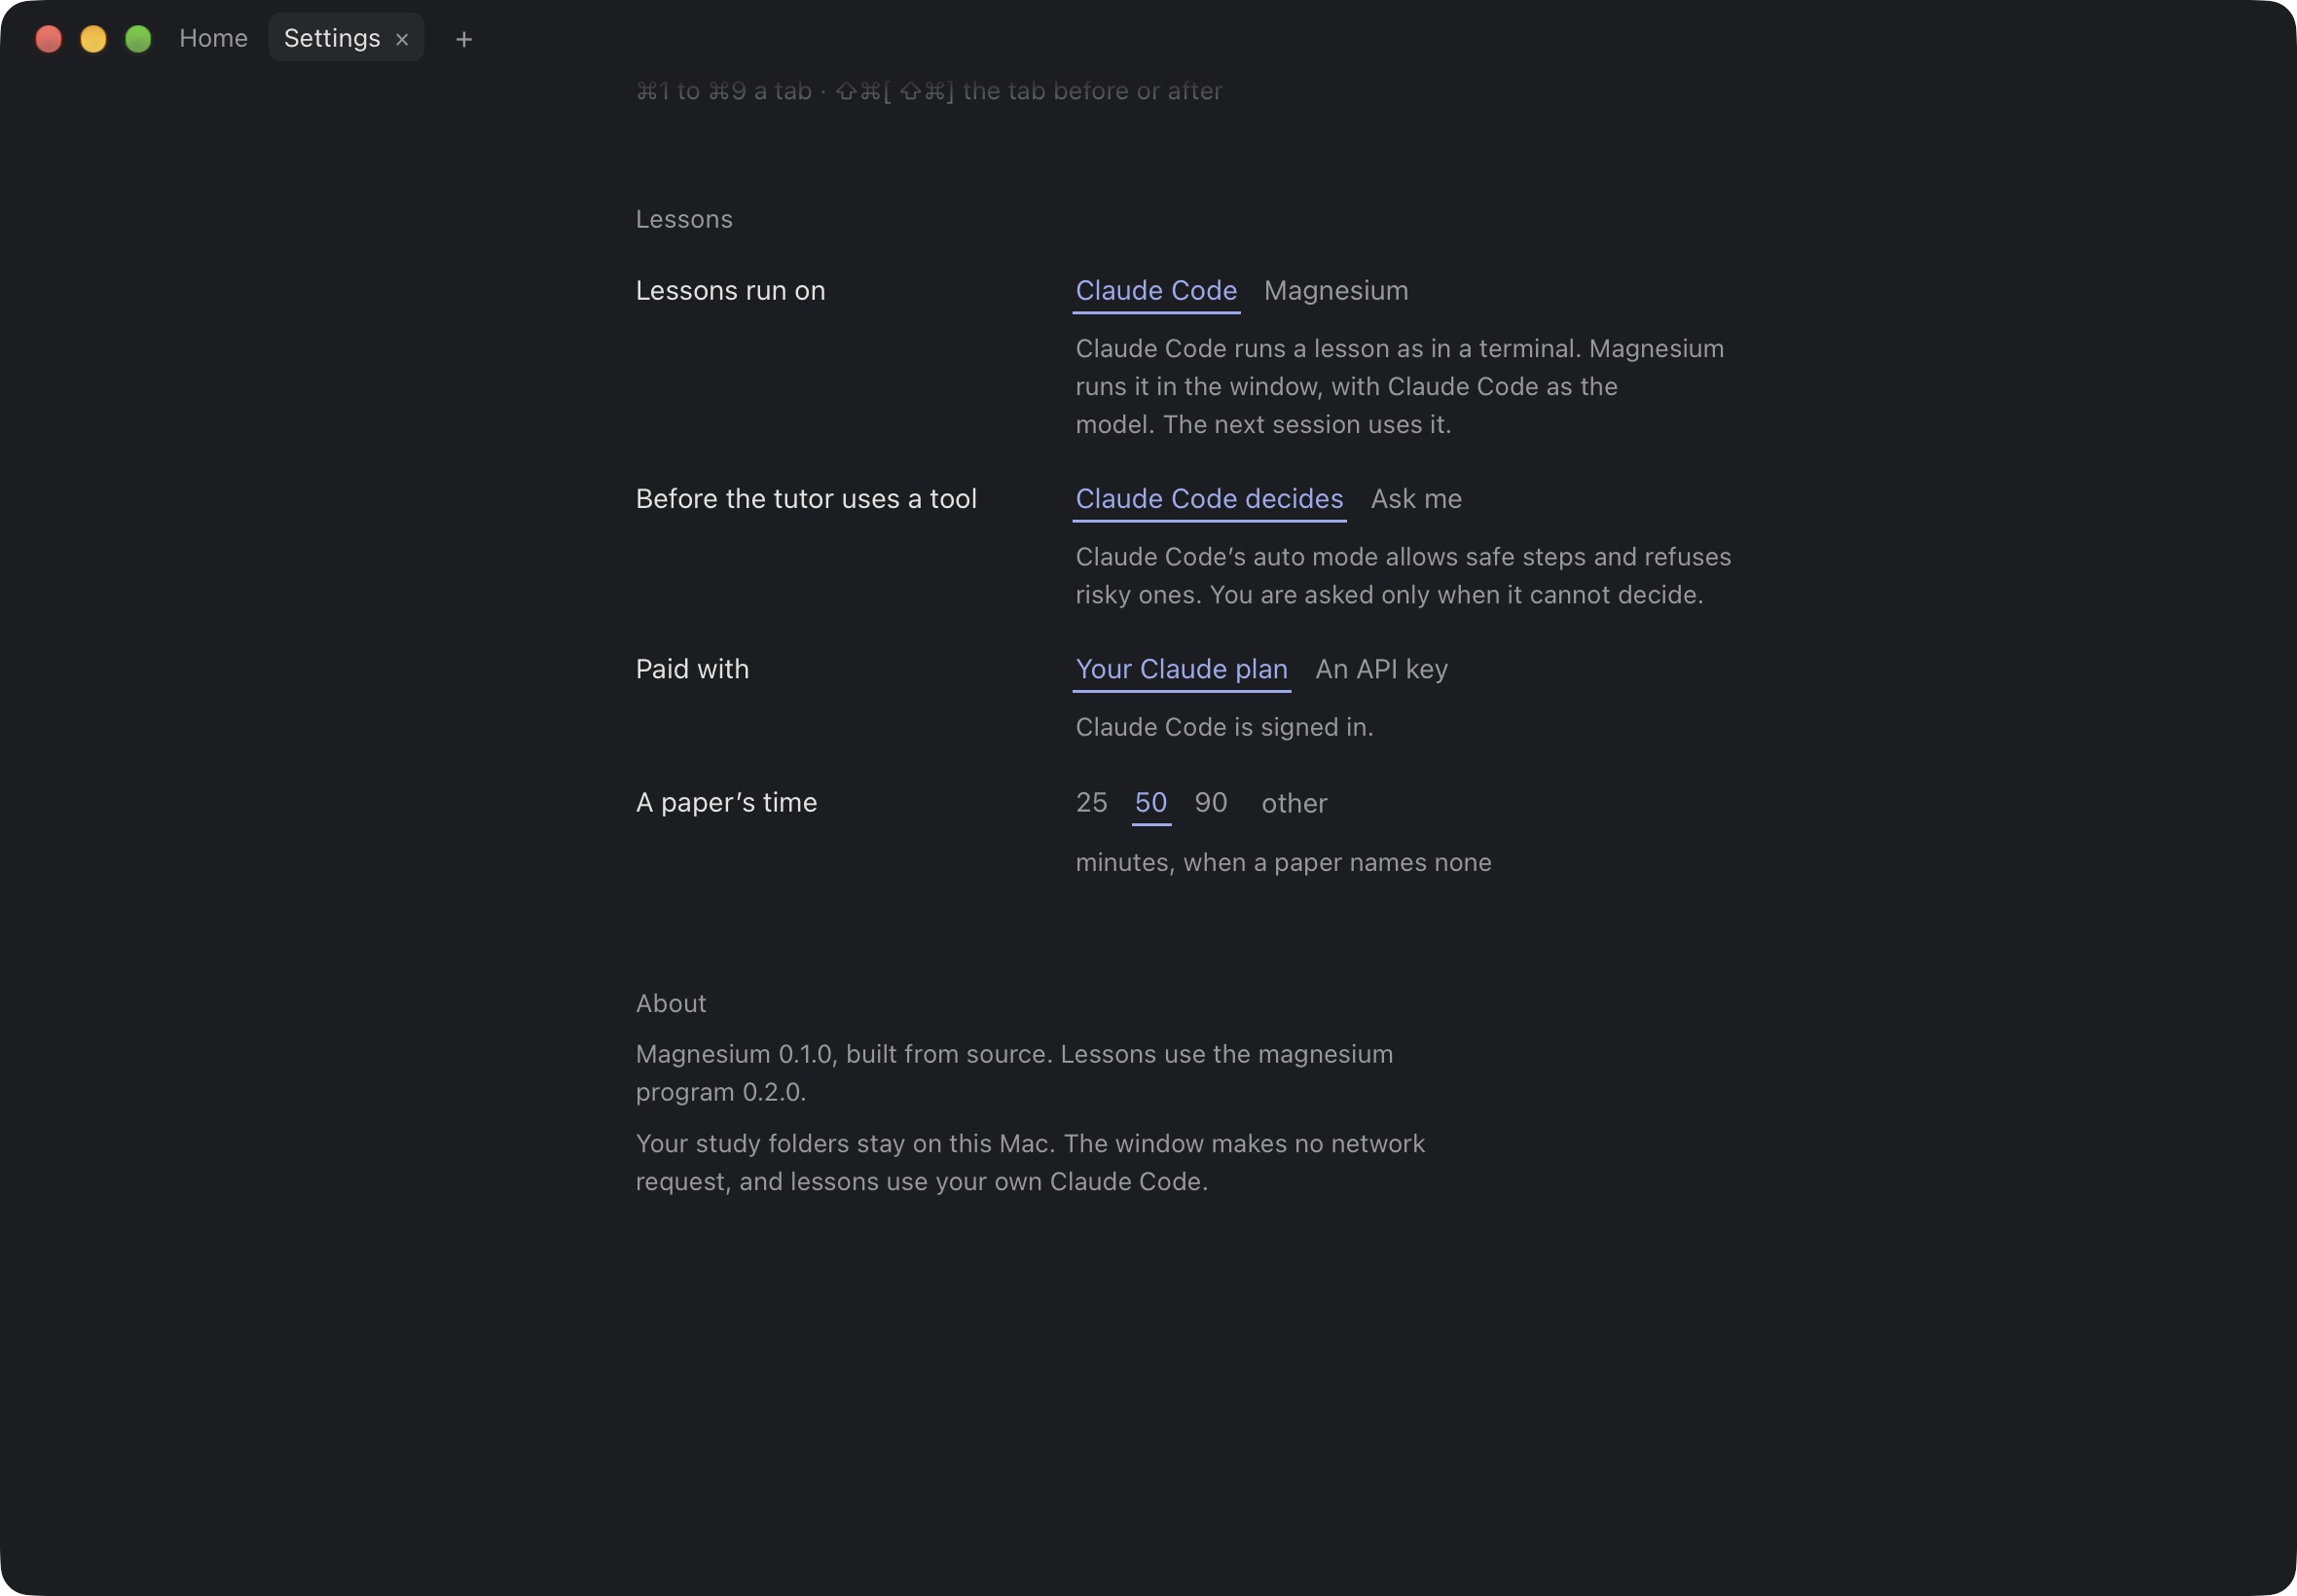 Home Settings × +
⌘1 to ⌘9 a tab · ⇧⌘[ ⇧⌘] the tab before or after
Lessons
Lessons run on
Claude Code Magnesium
Claude Code runs a lesson as in a terminal. Magnesium
runs it in the window, with Claude Code as the
model. The next session uses it.
Before the tutor uses a tool
Claude Code decides Ask me
Claude Code’s auto mode allows safe steps and refuses
risky ones. You are asked only when it cannot decide.
Paid with
Your Claude plan An API key
Claude Code is signed in.
A paper’s time
25 50 90 other
minutes, when a paper names none
About
Magnesium 0.1.0, built from source. Lessons use the magnesium
program 0.2.0.
Your study folders stay on this Mac. The window makes no network
request, and lessons use your own Claude Code.